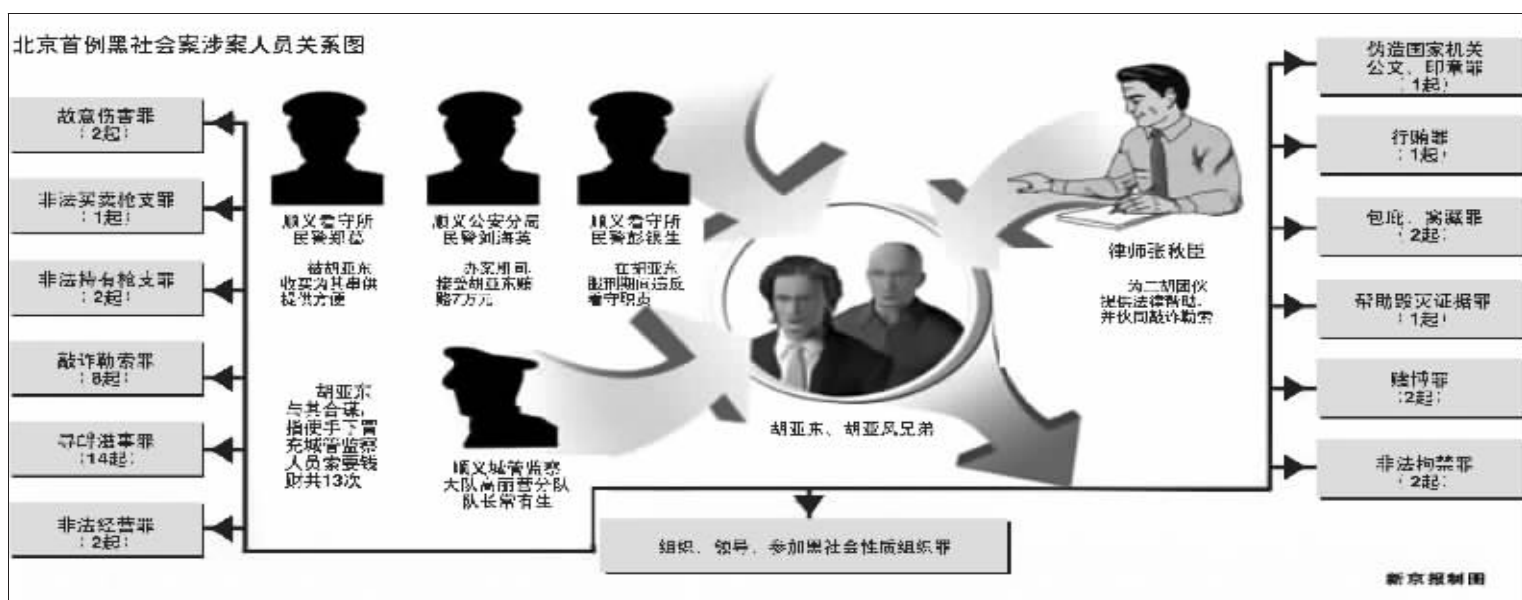 北京首例黑社会案涉案人员关系图
故意伤害罪
(2起)
非法买卖枪支罪
(1起)
非法持有枪支罪
(2起)
敲诈勒索罪
寻衅滋事罪
(14起)
非法经营罪
(2起)
顺义看守所
民警郑葛
被胡亚东
收买为其串供
提供方便
顺义公安分局
民警刘海英
办案期间
接受胡亚东贿
赂7万元
顺义看守所
民警彭银生
在胡亚东
服刑期间违反
看守职责
胡亚东
与其合谋,
指使手下冒
充城管监察
人员索要钱
财共13次
顺义城管监察
大队高丽营分队
队长常有生
胡亚东、胡亚风兄弟
律师张秋臣
为二胡团伙
提供法律帮助,
并伙同敲诈勒索
组织、领导、参加黑社会性质组织罪
伪造国家机关
公文、印章罪
(1起)
行贿罪
(1起)
包庇、窝藏罪
(2起)
帮助毁灭证据罪
(1起)
赌博罪
(2起)
非法拘禁罪
(2起)
新京报制图